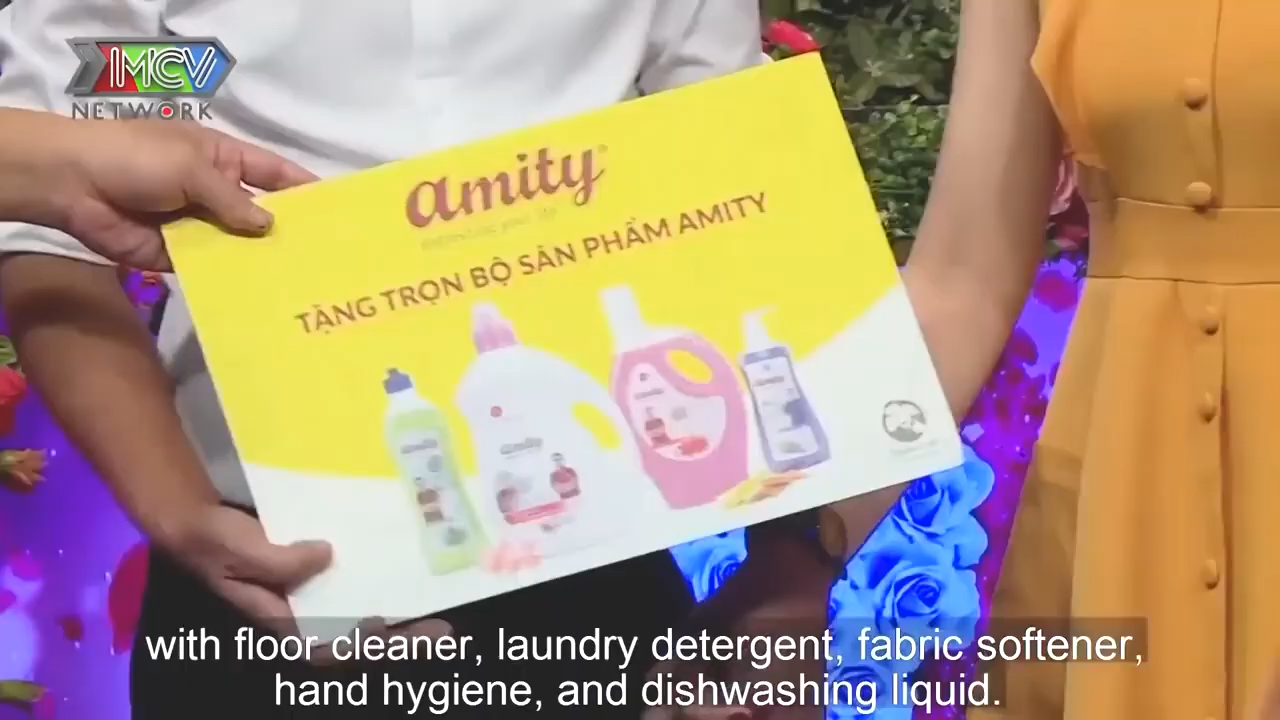 MCV
NETWORK
amity
TẶNG TRỌN BỘ SẢN PHẨM AMITY
with floor cleaner, laundry detergent, fabric softener,
hand hygiene, and dishwashing liquid.